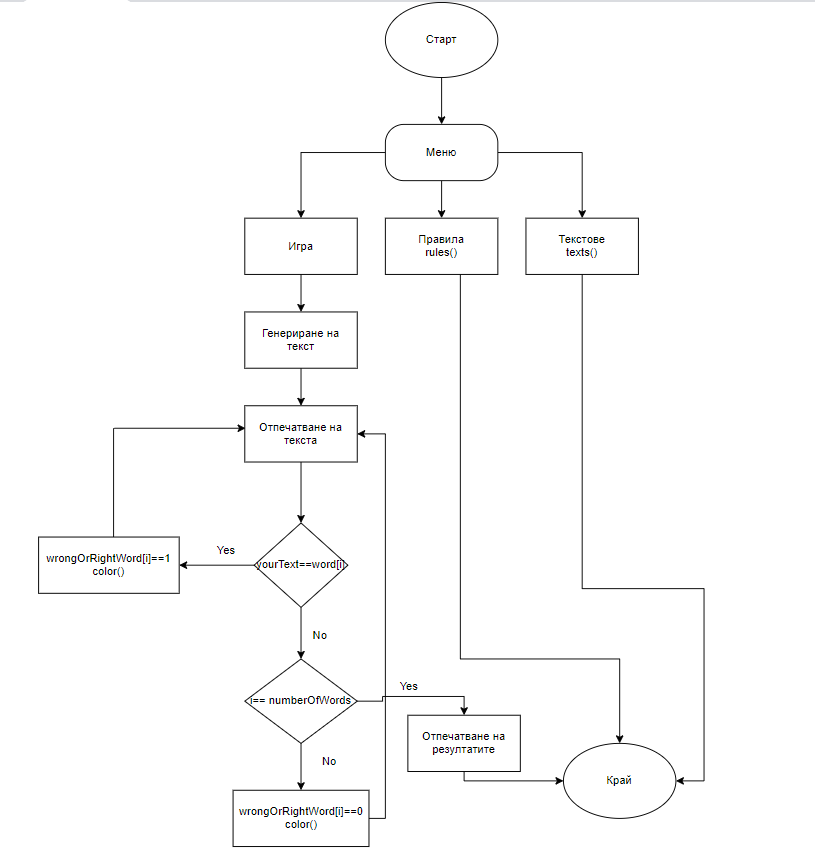 Старт
Меню
Игра
Правила
rules()
Текстове
texts()
Генериране на
текст
Отпечатване на
текста
wrongOrRightWord[i]==1
color()
Yes
yourText==word[i]
No
i== numberOfWords
Yes
Отпечатване на
резултатите
Край
No
wrongOrRightWord[i]==0
color()